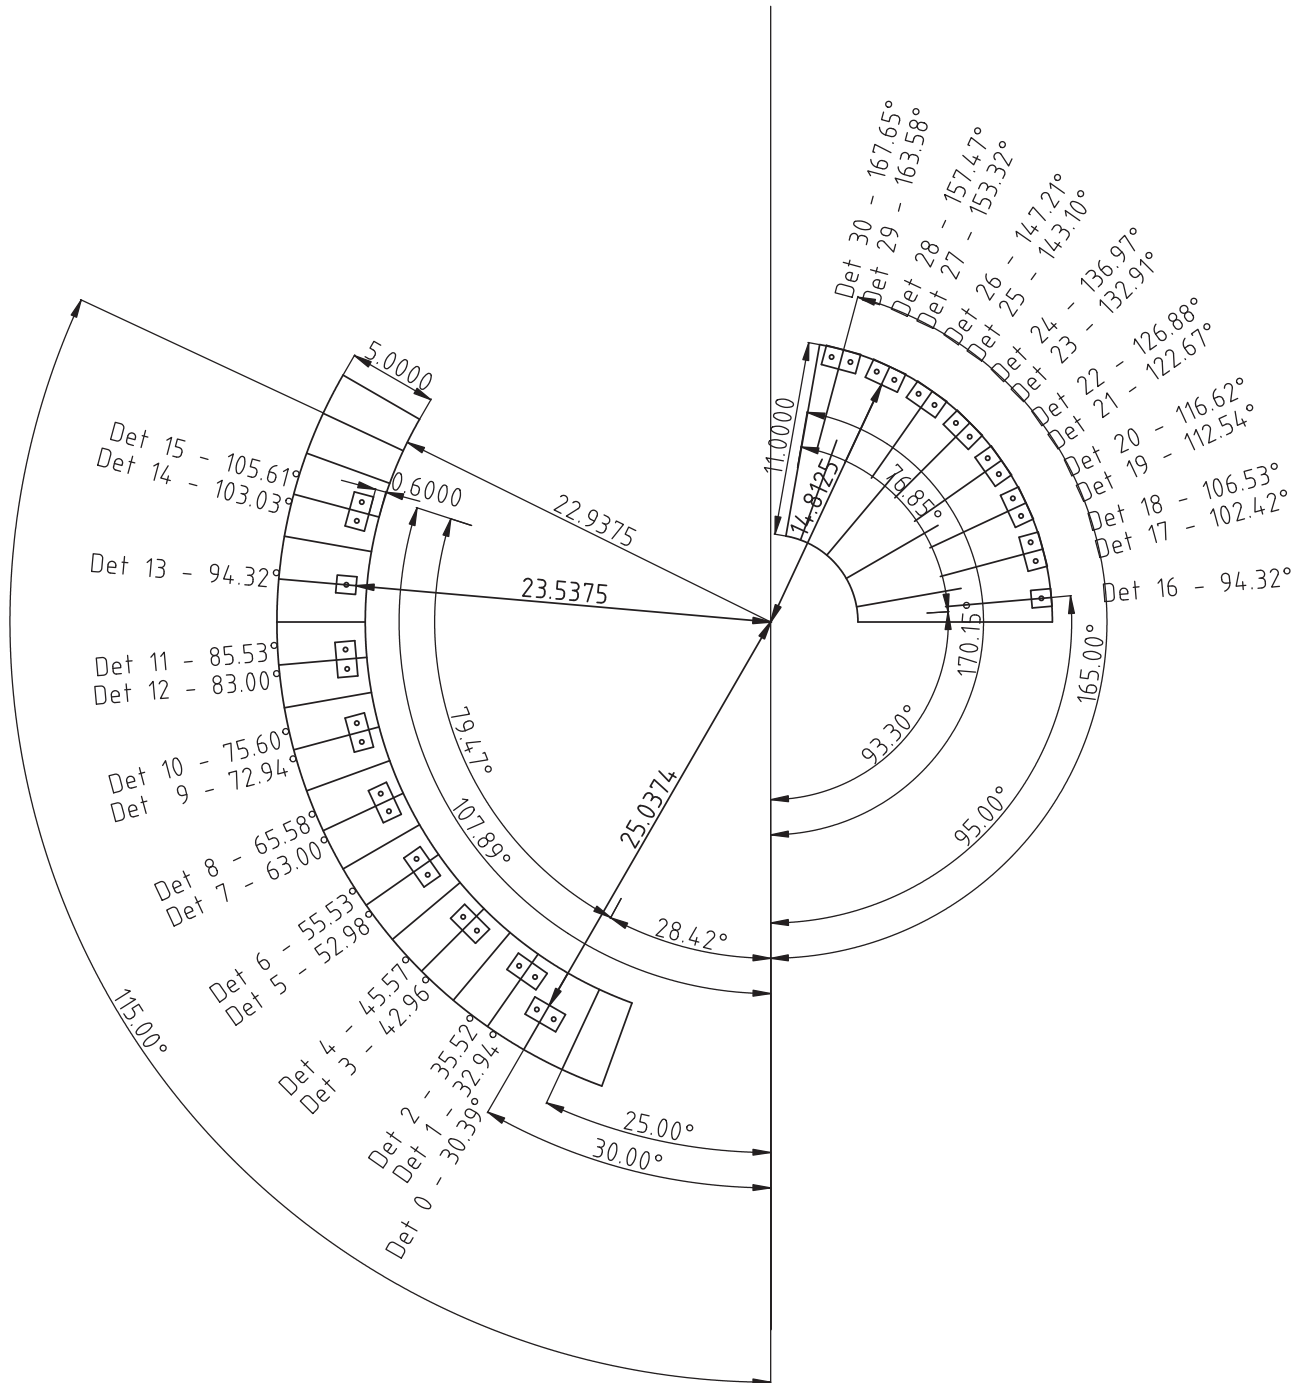 Det 30 - 167.65°
Det 29 - 163.58°
Det 28 - 157.47°
Det 27 - 153.32°
Det 26 - 147.21°
Det 25 - 143.10°
Det 24 - 136.97°
Det 23 - 132.91°
Det 22 - 126.88°
Det 21 - 122.67°
Det 20 - 116.62°
Det 19 - 112.54°
Det 18 - 106.53°
Det 17 - 102.42°
Det 16 - 94.32°
5.0000
Det 15 - 105.61°
Det 14 - 103.03°
0.6000
22.9375
11.0000
14.8125
76.85°
Det 13 - 94.32°
23.5375
170.15°
165.00°
Det 11 - 85.53°
Det 12 - 83.00°
93.30°
79.47°
Det 10 - 75.60°
Det 9 - 72.94°
107.89°
25.0374
95.00°
Det 8 - 65.58°
Det 7 - 63.00°
28.42°
Det 6 - 55.53°
Det 5 - 52.98°
115.00°
Det 4 - 45.57°
Det 3 - 42.96°
Det 2 - 35.52°
Det 1 - 32.94°
Det 0 - 30.39°
25.00°
30.00°